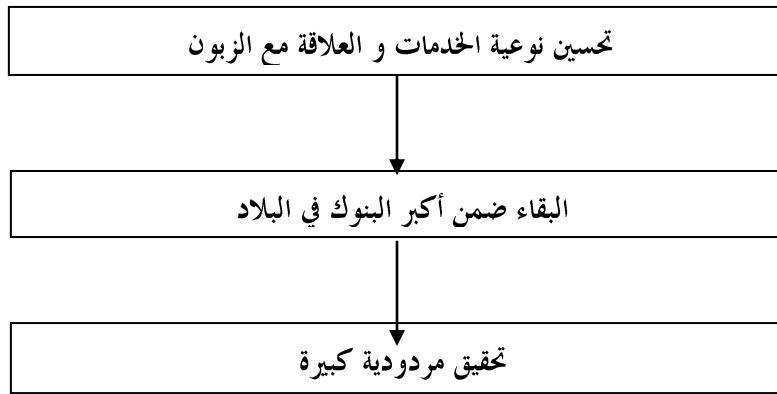 تحسين نوعية الخدمات و العلاقة مع الزبون
البقاء ضمن أكبر البنوك في البلاد
تحقيق مردودية كبيرة